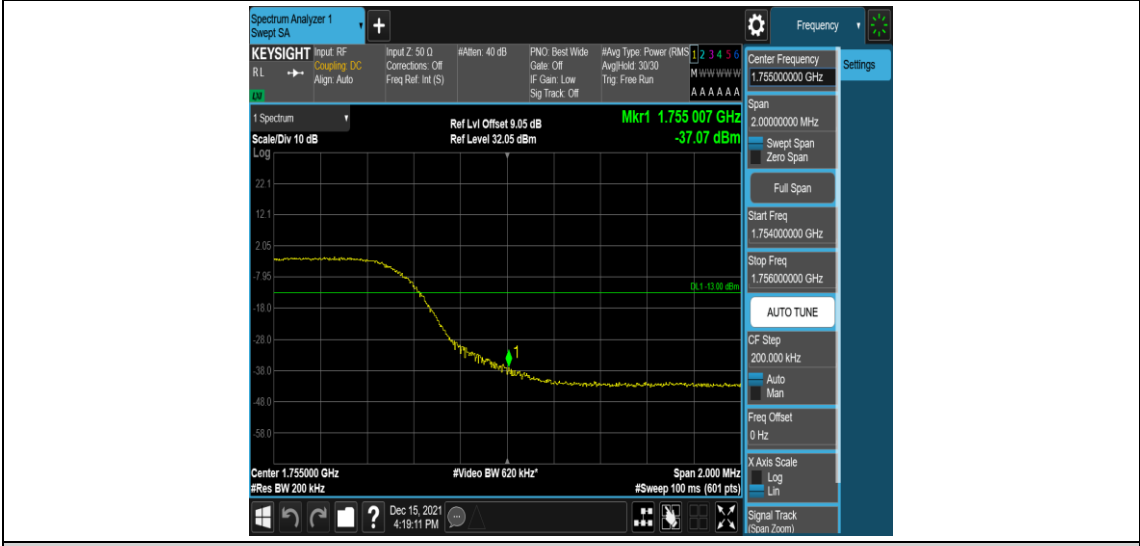 Spectrum Analyzer 1
Swept SA
Frequency
KEYSIGHT
RL
Input: RF
Coupling: DC
Align: Auto
Input Z: 50 Ω
Corrections: Off
Freq Ref: Int (S)
#Atten: 40 dB
PNO: Best Wide
Gate: Off
IF Gain: Low
Sig Track: Off
#Avg Type: Power (RMS
Avg|Hold: 30/30
Trig: Free Run
1 2 3 4 5 6
M W W W W W
A A A A A A
1 Spectrum
Scale/Div 10 dB
Log
Ref Lvl Offset 9.05 dB
Ref Level 32.05 dBm
Mkr1 1.755 007 GHz
-37.07 dBm
22.1
12.1
2.05
-7.95
-18.0
-28.0
-38.0
-48.0
-58.0
DL1 -13.00 dBm
1
Center 1.755000 GHz
#Res BW 200 kHz
#Video BW 620 kHz*
Span 2.000 MHz
#Sweep 100 ms (601 pts)
Dec 15, 2021
4:19:11 PM
Center Frequency
1.755000000 GHz
Settings
Span
2.00000000 MHz
Swept Span
Zero Span
Full Span
Start Freq
1.754000000 GHz
Stop Freq
1.756000000 GHz
AUTO TUNE
CF Step
200.000 kHz
Auto
Man
Freq Offset
0 Hz
X Axis Scale
Log
Lin
Signal Track
(Span Zoom)